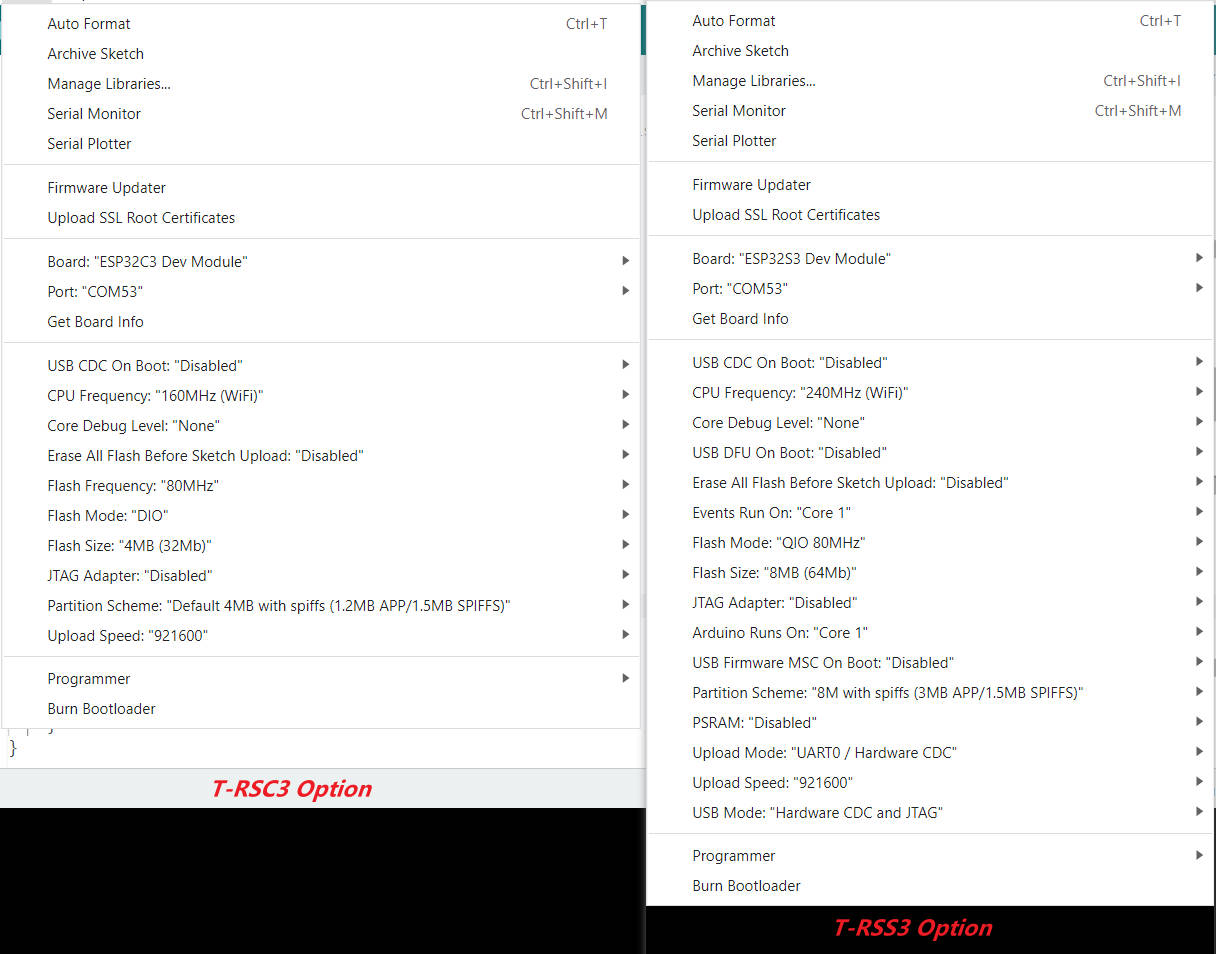 Auto Format Ctrl+T
Archive Sketch
Manage Libraries... Ctrl+Shift+I
Serial Monitor Ctrl+Shift+M
Serial Plotter
Firmware Updater
Upload SSL Root Certificates
Board: "ESP32C3 Dev Module"
Port: "COM53"
Get Board Info
USB CDC On Boot: "Disabled"
CPU Frequency: "160MHz (WiFi)"
Core Debug Level: "None"
Erase All Flash Before Sketch Upload: "Disabled"
Flash Frequency: "80MHz"
Flash Mode: "DIO"
Flash Size: "4MB (32Mb)"
JTAG Adapter: "Disabled"
Partition Scheme: "Default 4MB with spiffs (1.2MB APP/1.5MB SPIFFS)"
Upload Speed: "921600"
Programmer
Burn Bootloader
}
T-RSC3 Option
Auto Format Ctrl+T
Archive Sketch
Manage Libraries... Ctrl+Shift+I
Serial Monitor Ctrl+Shift+M
Serial Plotter
Firmware Updater
Upload SSL Root Certificates
Board: "ESP32S3 Dev Module"
Port: "COM53"
Get Board Info
USB CDC On Boot: "Disabled"
CPU Frequency: "240MHz (WiFi)"
Core Debug Level: "None"
USB DFU On Boot: "Disabled"
Erase All Flash Before Sketch Upload: "Disabled"
Events Run On: "Core 1"
Flash Mode: "QIO 80MHz"
Flash Size: "8MB (64Mb)"
JTAG Adapter: "Disabled"
Arduino Runs On: "Core 1"
USB Firmware MSC On Boot: "Disabled"
Partition Scheme: "8M with spiffs (3MB APP/1.5MB SPIFFS)"
PSRAM: "Disabled"
Upload Mode: "UART0 / Hardware CDC"
Upload Speed: "921600"
USB Mode: "Hardware CDC and JTAG"
Programmer
Burn Bootloader
T-RSS3 Option